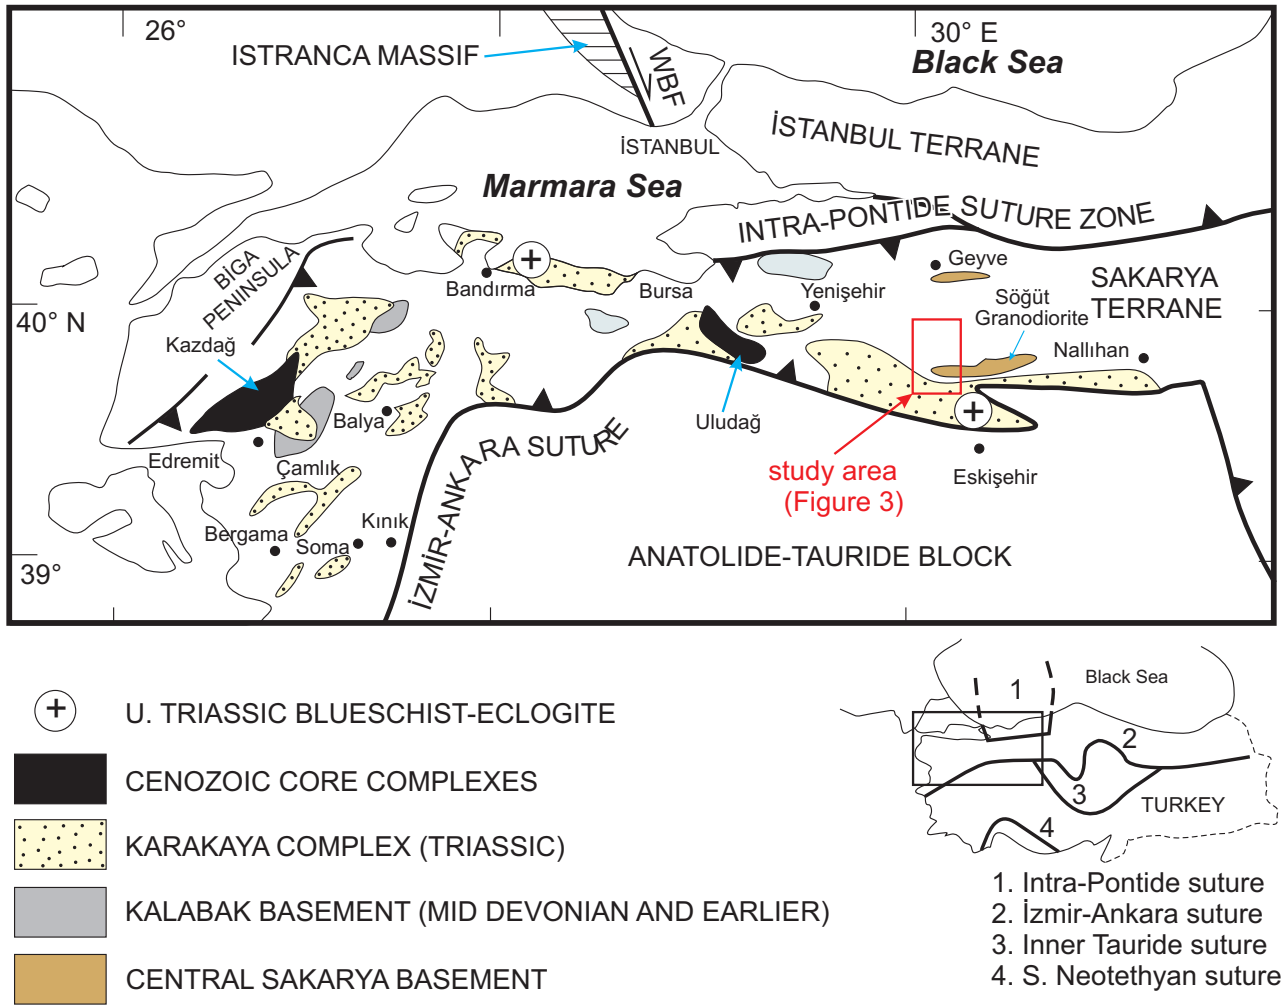 26°
30° E
ISTRANCA MASSIF
WBF
Black Sea
İSTANBUL
İSTANBUL TERRANE
Marmara Sea
INTRA-PONTIDE SUTURE ZONE
BİGA
PENINSULA
Geyve
SAKARYA
TERRANE
Bandırma
Bursa
Yenişehir
40° N
Söğüt
Granodiorite
Kazdağ
Nallıhan
Balya
Uludağ
Edremit
Çamlık
İZMİR-ANKARA SUTURE
study area
(Figure 3)
Eskişehir
Bergama
Soma
Kınık
39°
ANATOLIDE-TAURIDE BLOCK
U. TRIASSIC BLUESCHIST-ECLOGITE
CENOZOIC CORE COMPLEXES
KARAKAYA COMPLEX (TRIASSIC)
KALABAK BASEMENT (MID DEVONIAN AND EARLIER)
CENTRAL SAKARYA BASEMENT
1
Black Sea
2
3
TURKEY
4
1. Intra-Pontide suture
2. İzmir-Ankara suture
3. Inner Tauride suture
4. S. Neotethyan suture